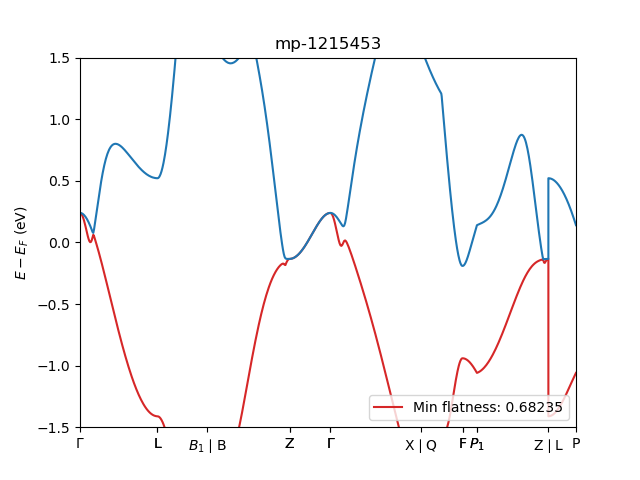 mp-1215453
E − E_F (eV)
1.5
1.0
0.5
0.0
−0.5
−1.0
−1.5
Min flatness: 0.68235
Γ L B₁ | B Z Γ X | Q F P₁ Z | L P